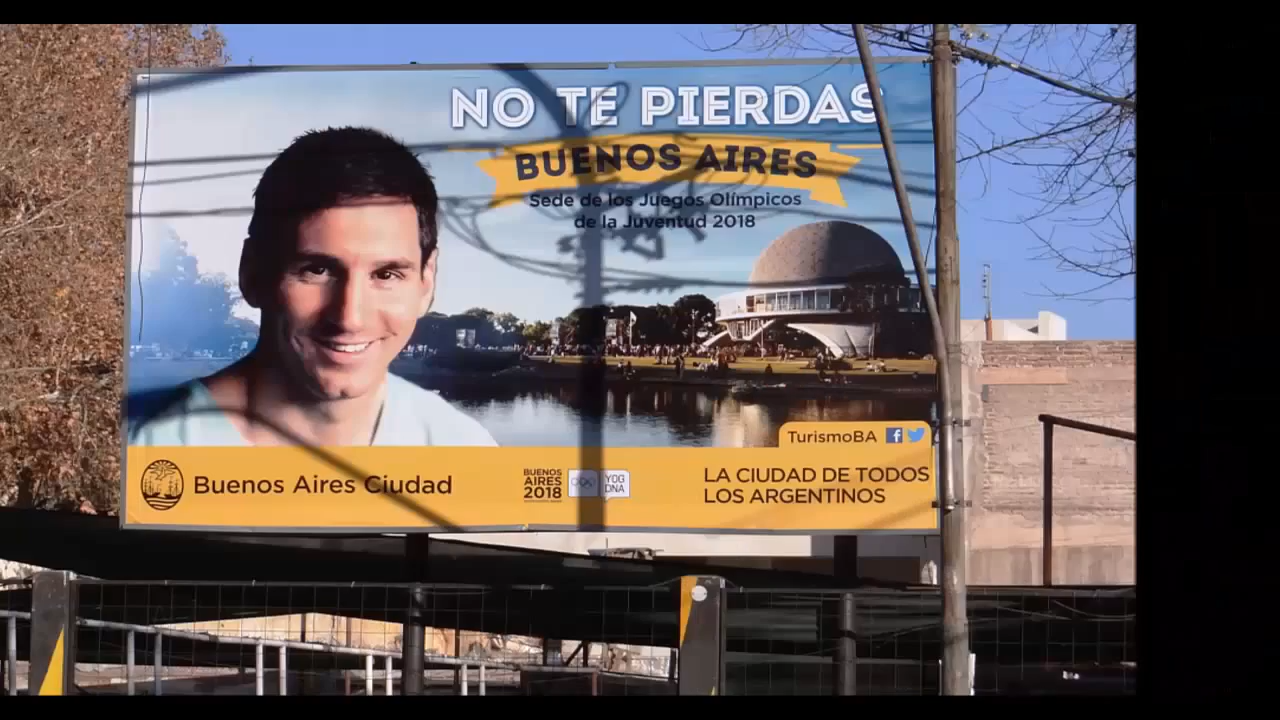 NO TE PIERDAS
BUENOS AIRES
Sede de los Juegos Olímpicos
de la Juventud 2018
TurismoBA
Buenos Aires Ciudad
BUENOS
AIRES
2018
YOG
DNA
LA CIUDAD DE TODOS
LOS ARGENTINOS